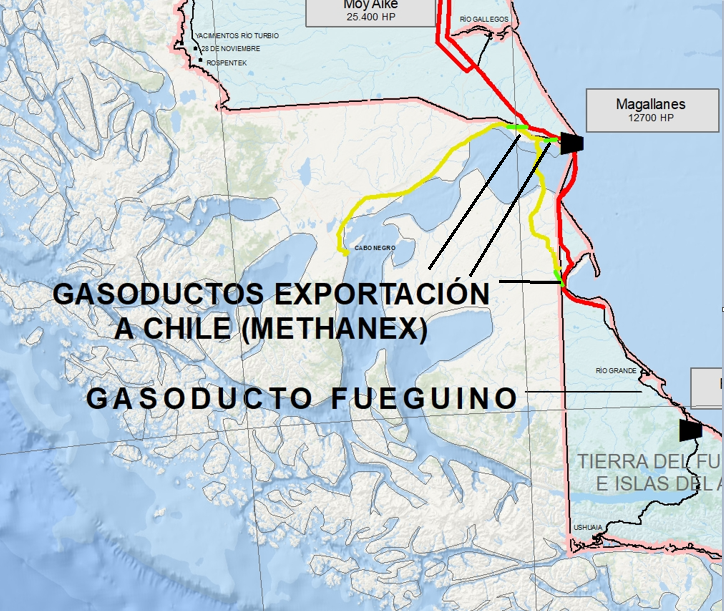 Moy Aike
25.400 HP
RÍO GALLEGOS
YACIMIENTOS RÍO TURBIO
28 DE NOVIEMBRE
ROSPENTEK
Magallanes
12700 HP
CABO NEGRO
GASODUCTOS EXPORTACIÓN
A CHILE (METHANEX)
RÍO GRANDE
GASODUCTO FUEGUINO
TIERRA DEL FU
E ISLAS DEL A
USHUAIA